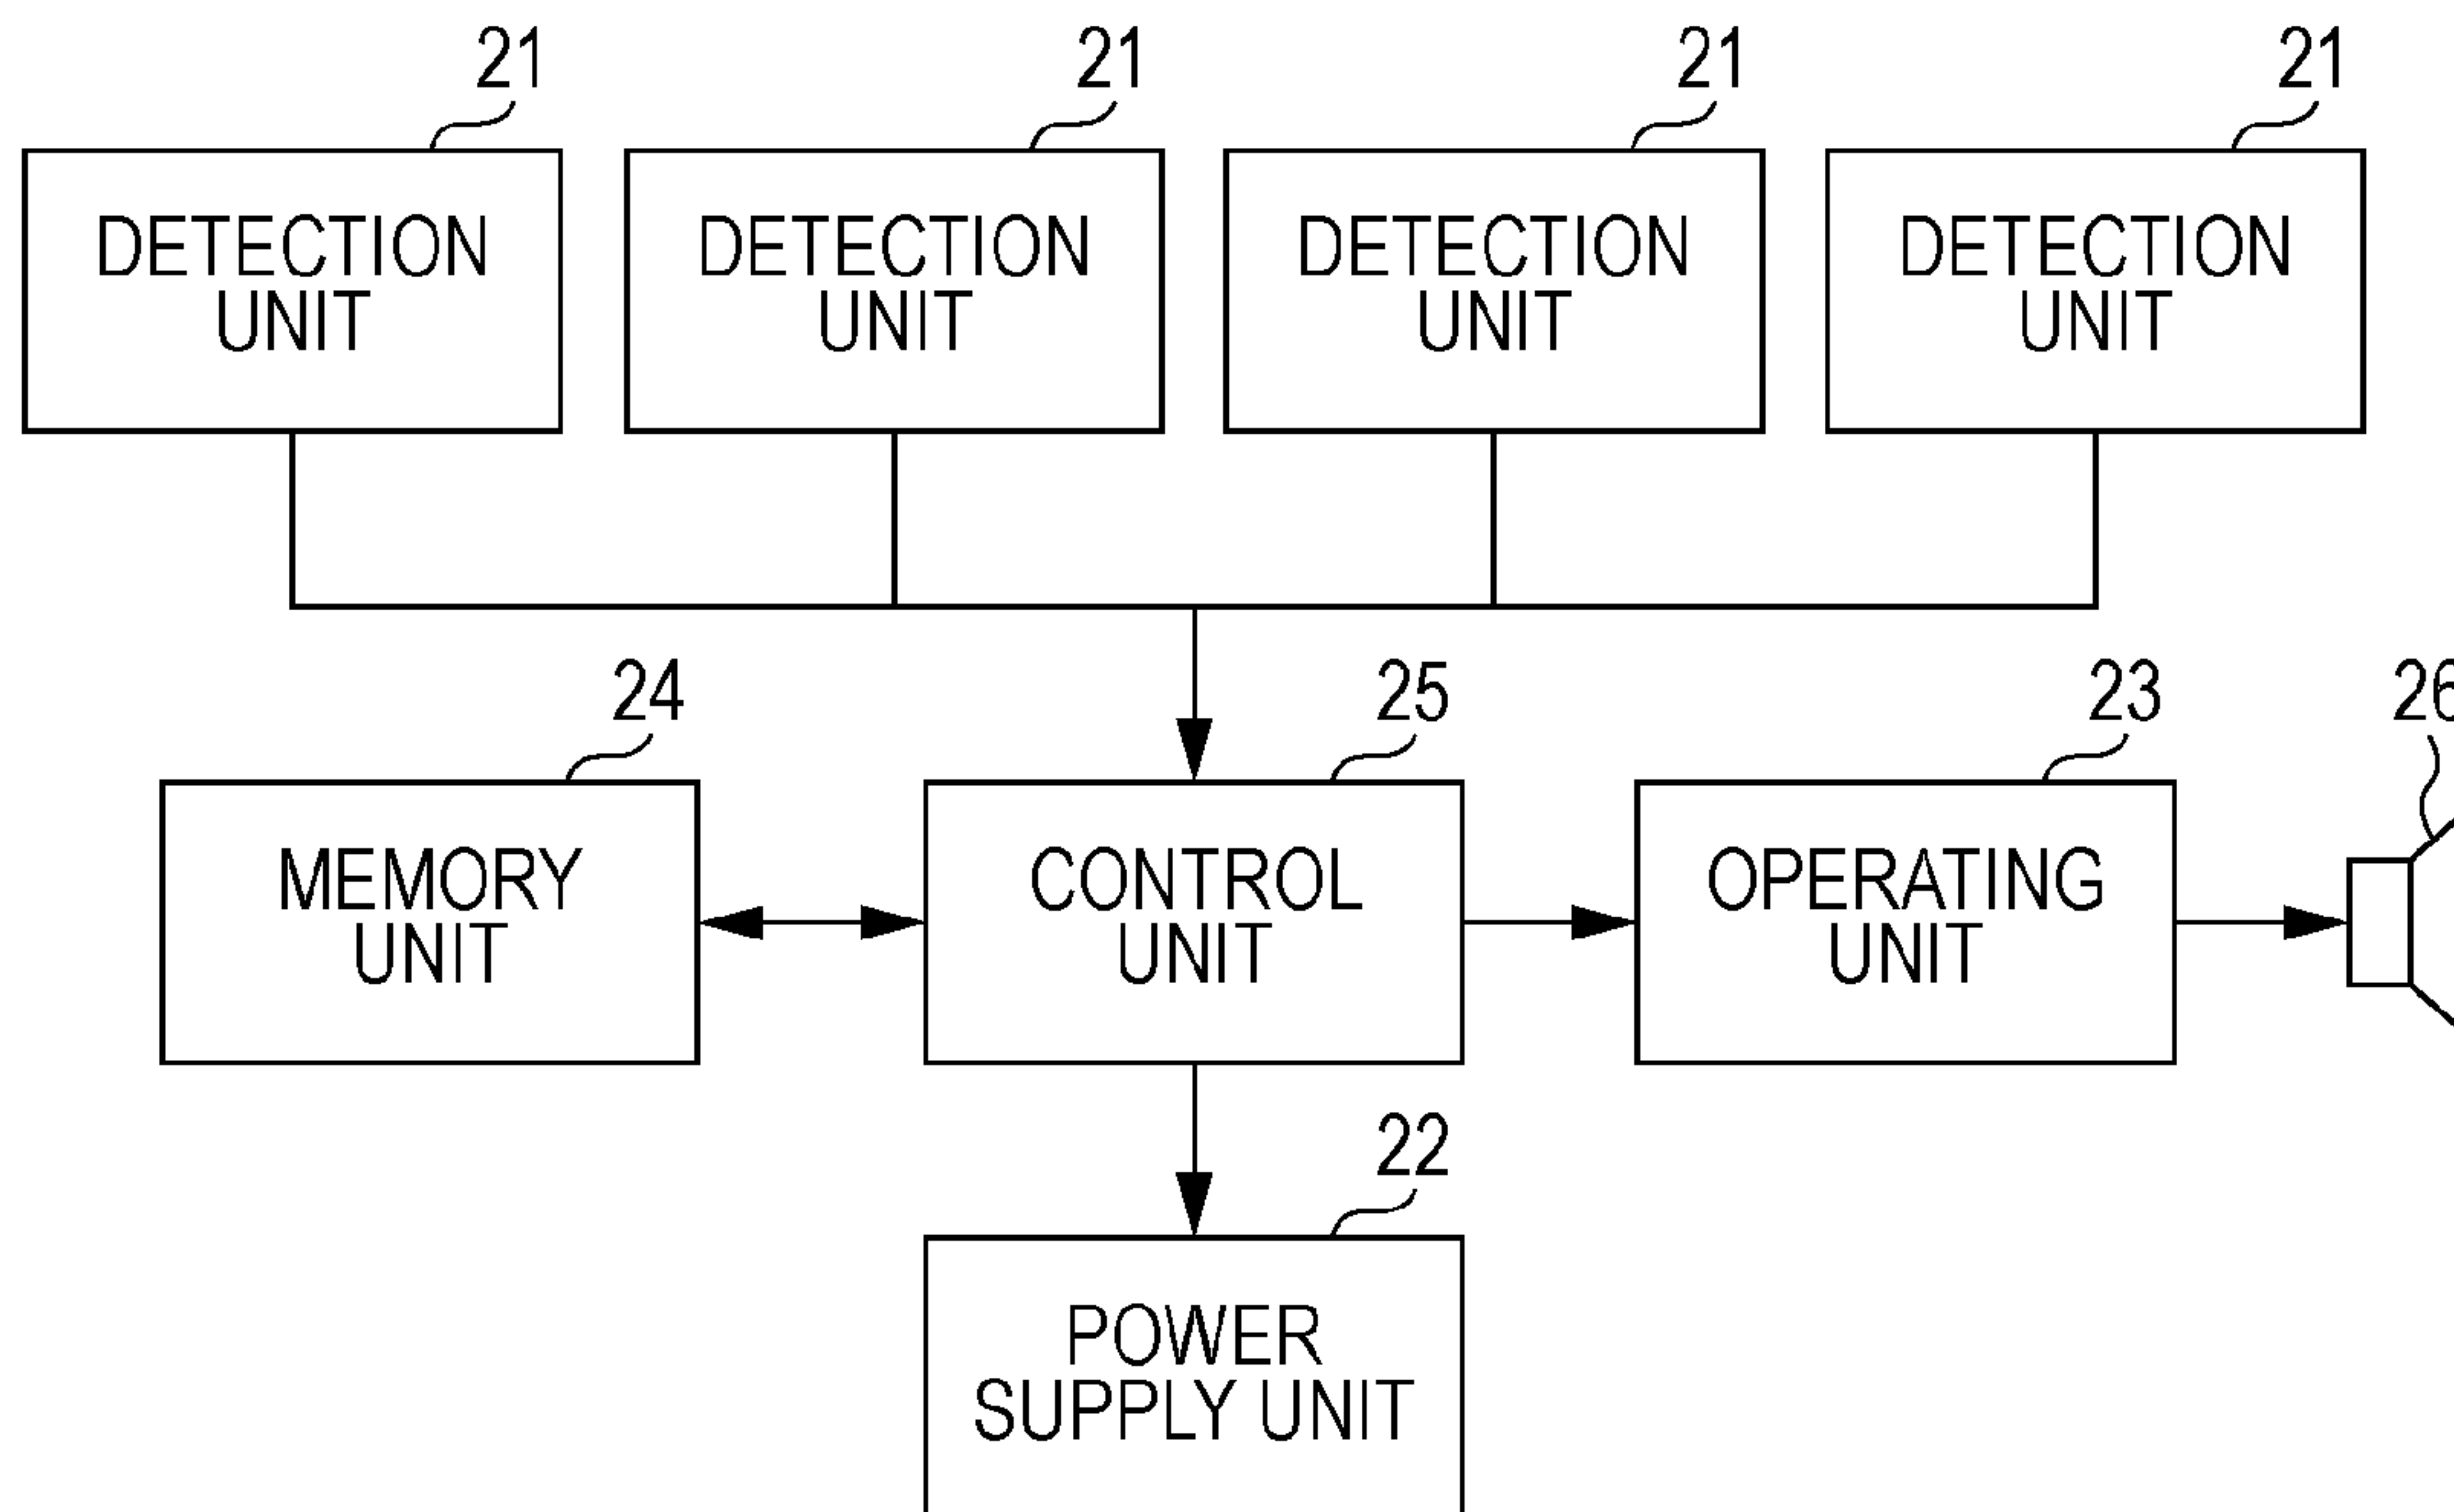 21 21 21 21
DETECTION DETECTION DETECTION DETECTION
UNIT UNIT UNIT UNIT
24 25 23 26
MEMORY CONTROL OPERATING
UNIT UNIT UNIT
22
POWER
SUPPLY UNIT